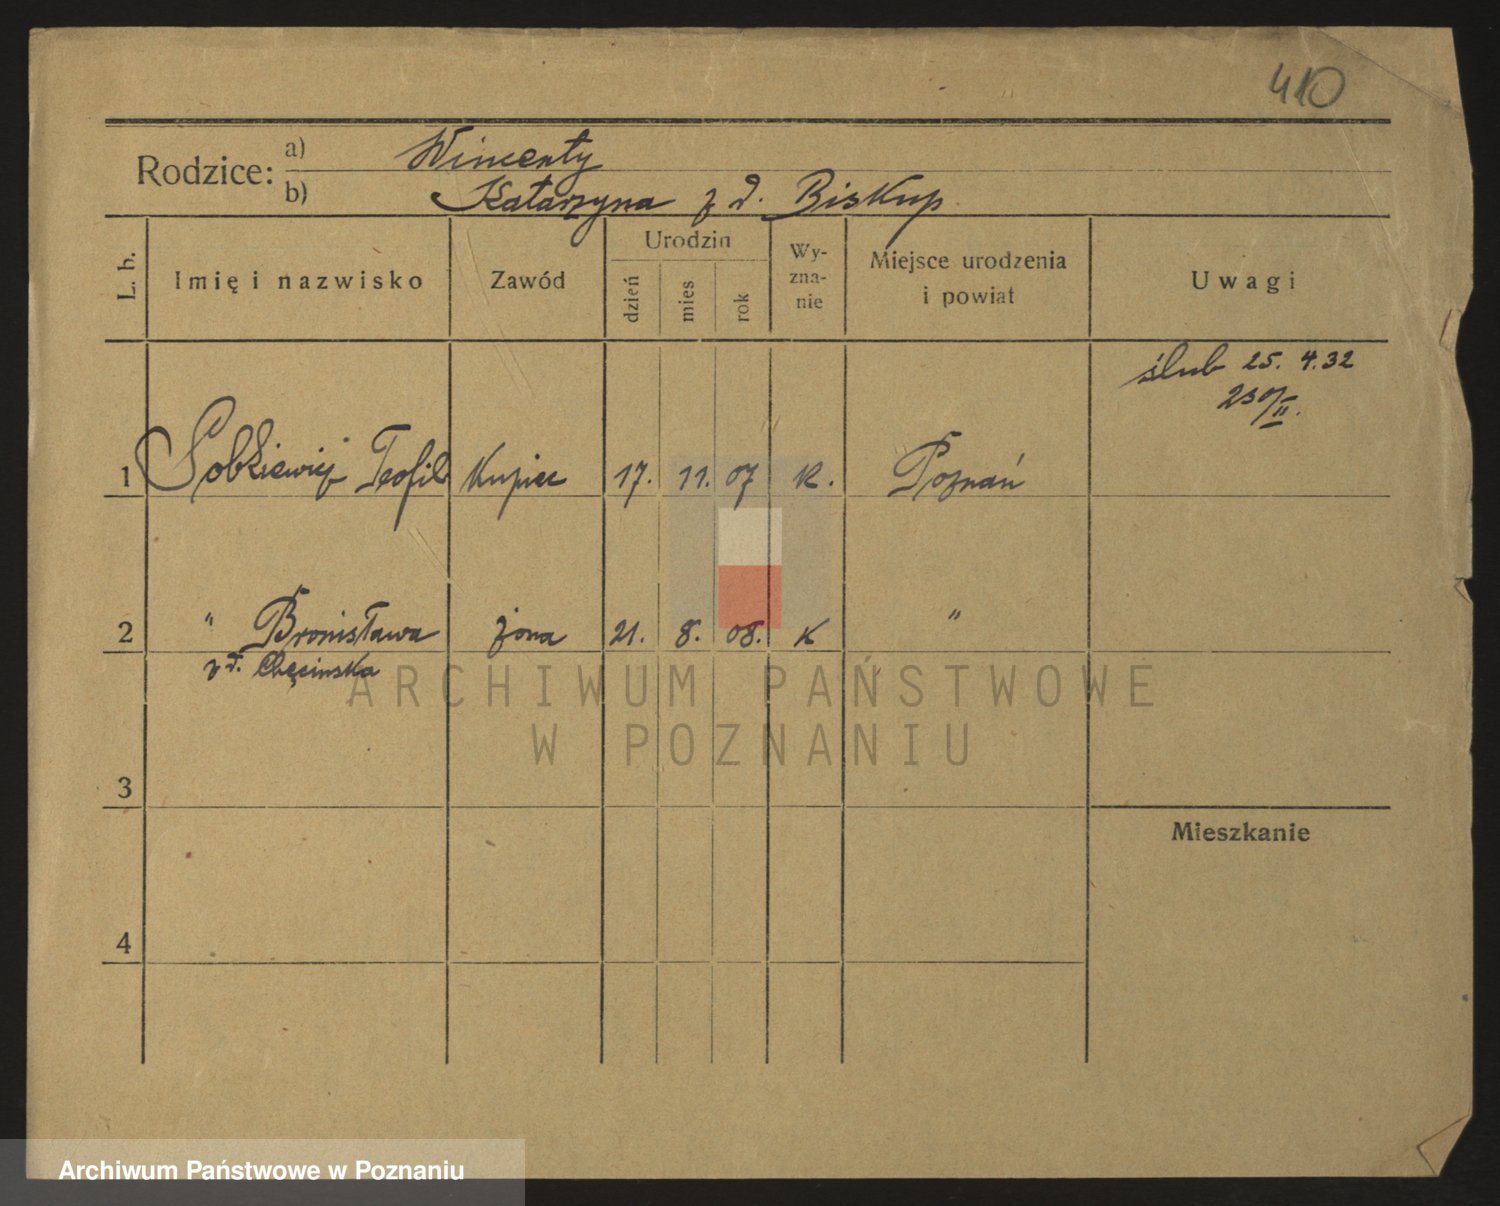 410
Rodzice: a) Wincenty
b) Katarzyna z d. Biskup
L. b. Imię i nazwisko Zawód Urodzin dzień mies rok Wy-zna-nie Miejsce urodzenia i powiat Uwagi
ślub 25. 4. 32
230/II.
1 Sobkiewicz Teofil Kupiec 17. 11. 07 K. Poznań
2 " Bronisława żona 21. 8. 08. K "
z d. Chęcinska
ARCHIWUM PAŃSTWOWE
W POZNANIU
3
Mieszkanie
4
Archiwum Państwowe w Poznaniu